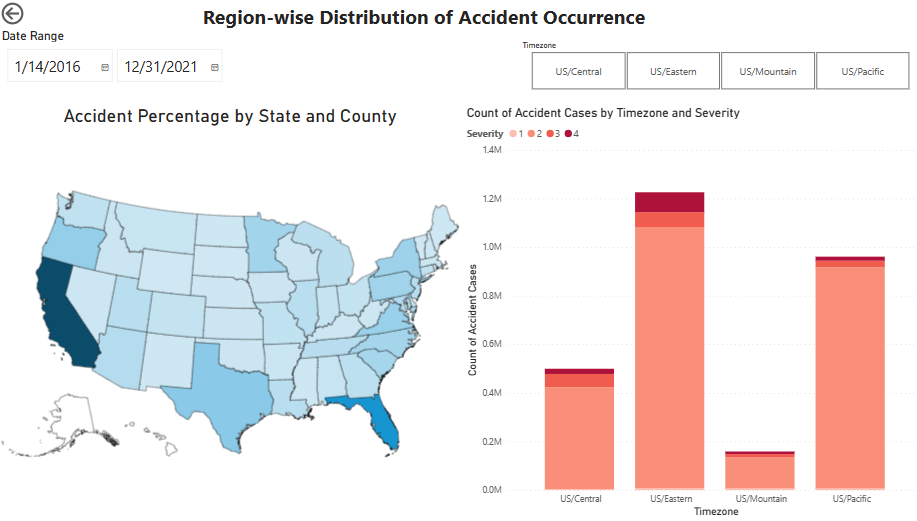 Region-wise Distribution of Accident Occurrence
Date Range
1/14/2016
12/31/2021
Timezone
US/Central
US/Eastern
US/Mountain
US/Pacific
Accident Percentage by State and County
Count of Accident Cases by Timezone and Severity
Severity 1 2 3 4
1.4M
1.2M
1.0M
0.8M
0.6M
0.4M
0.2M
0.0M
Count of Accident Cases
US/Central
US/Eastern
US/Mountain
US/Pacific
Timezone